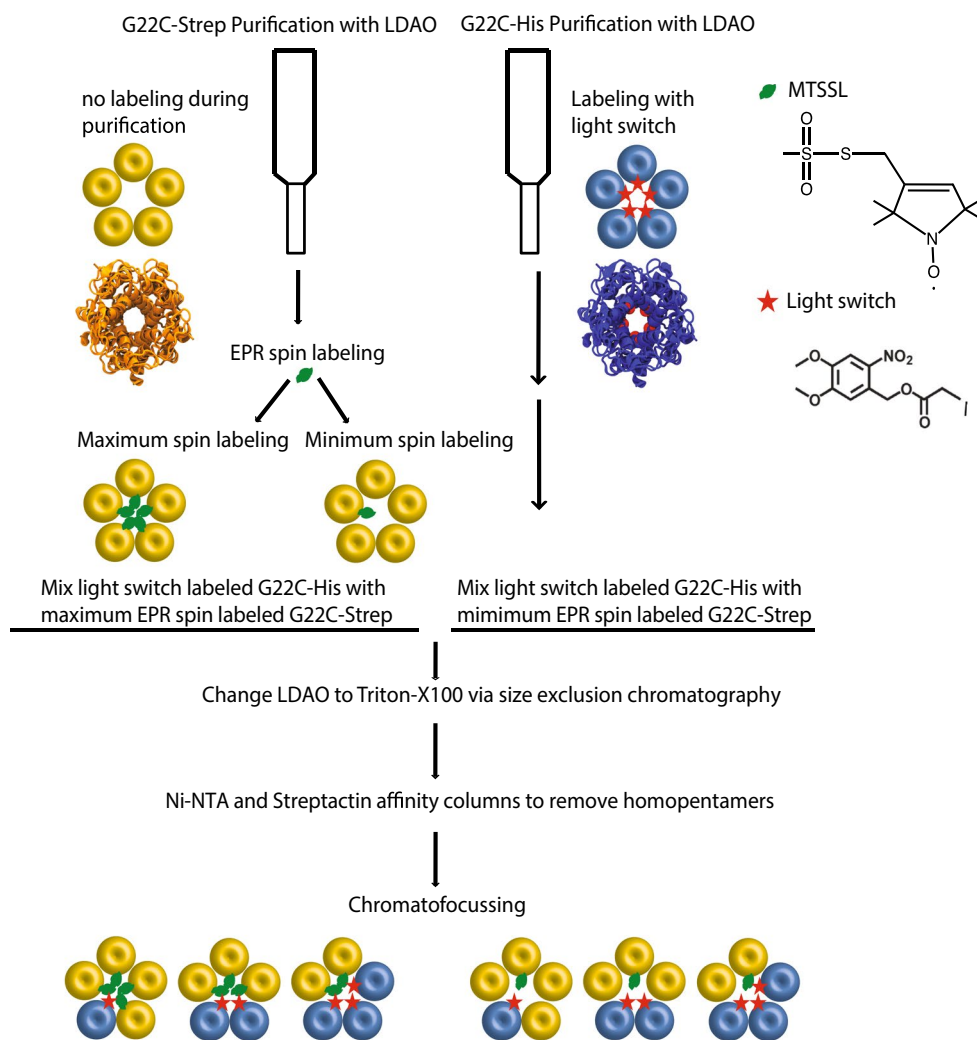 G22C-Strep Purification with LDAO
G22C-His Purification with LDAO
no labeling during
purification
Labeling with
light switch
MTSSL
O
S
S
O
N
O
.
Light switch
O
NO₂
O
O
O
I
EPR spin labeling
Maximum spin labeling
Minimum spin labeling
Mix light switch labeled G22C-His with
maximum EPR spin labeled G22C-Strep
Mix light switch labeled G22C-His with
mimimum EPR spin labeled G22C-Strep
Change LDAO to Triton-X100 via size exclusion chromatography
Ni-NTA and Streptactin affinity columns to remove homopentamers
Chromatofocussing